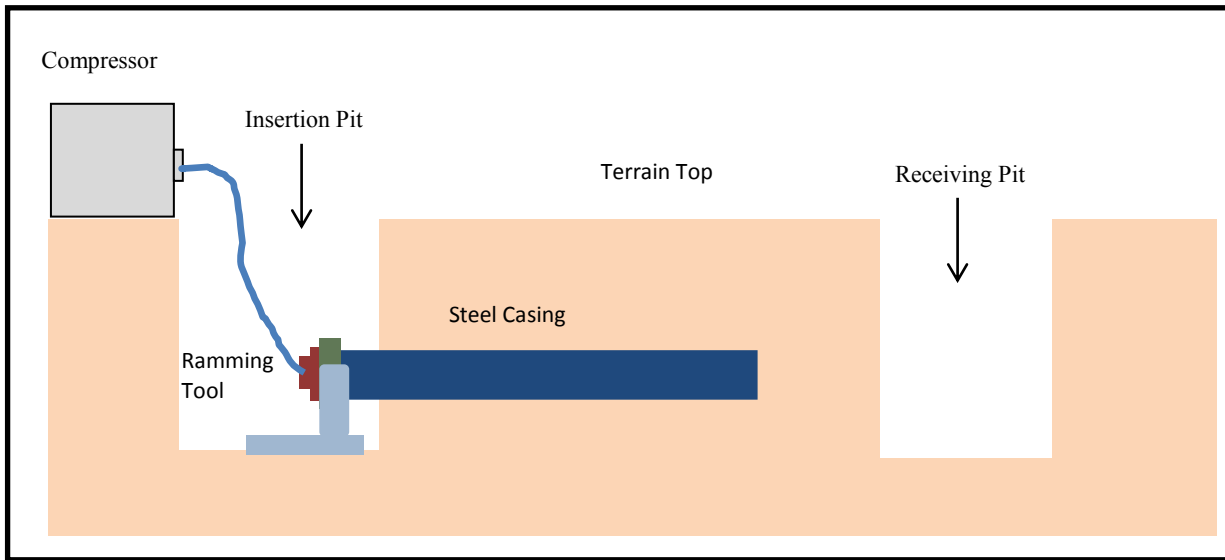 Compressor
Insertion Pit
Terrain Top
Receiving Pit
Steel Casing
Ramming
Tool